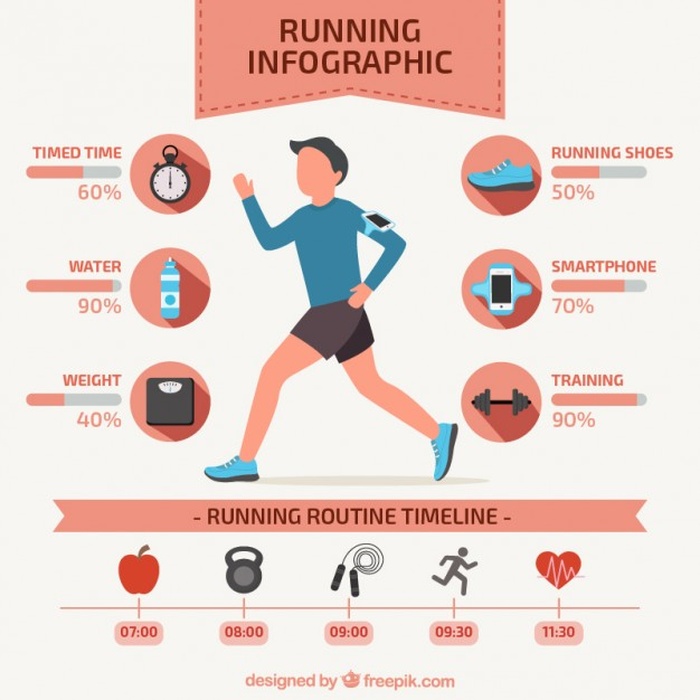 RUNNING
INFOGRAPHIC
TIMED TIME
60%
WATER
90%
WEIGHT
40%
RUNNING SHOES
50%
SMARTPHONE
70%
TRAINING
90%
- RUNNING ROUTINE TIMELINE -
07:00
08:00
09:00
09:30
11:30
designed by freepik.com